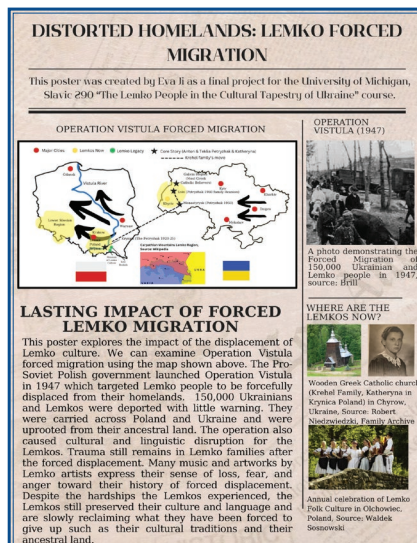 DISTORTED HOMELANDS: LEMKO FORCED
MIGRATION
This poster was created by Eva Ji as a final project for the University of Michigan,
Slavic 290 "The Lemko People in the Cultural Tapestry of Ukraine" course.
OPERATION VISTULA FORCED MIGRATION
Major Cities
Lemko Legacy
Vistula River
LASTING IMPACT OF FORCED
LEMKO MIGRATION
This poster explores the impact of the displacement of
Lemko culture. We can examine Operation Vistula
forced migration using the map shown above. The Pro-
Soviet Polish government launched Operation Vistula
in 1947 which targeted Lemko people to be forcefully
displaced from their homelands. 150,000 Ukrainians
and Lemkos were deported with little warning. They
were carried across Poland and Ukraine and were
uprooted from their ancestral land. The operation also
caused cultural and linguistic disruption for the
Lemkos. Trauma still remains in Lemko families after
the forced displacement. Many music and artworks by
Lemko artists express their sense of loss, fear, and
anger toward their history of forced displacement.
Despite the hardships the Lemkos experienced, the
Lemkos still preserved their culture and language and
are slowly reclaiming what they have been forced to
give up such as their cultural traditions and their
ancestral land.
OPERATION
VISTULA (1947)
A photo demonstrating the
Forced Migration of
150,000 Ukrainian and
Lemko people in 1947,
source: Brill
WHERE ARE THE
LEMKOS NOW?
Wooden Greek Catholic church
(Krehel Family, Katheryna in
Krynica Poland) in Chyrow,
Ukraine, Source: Robert
Niedzwiedzki, Family Archive
Annual celebration of Lemko
Folk Culture in Olchowiec,
Poland, Source: Waldek
Sosnowski